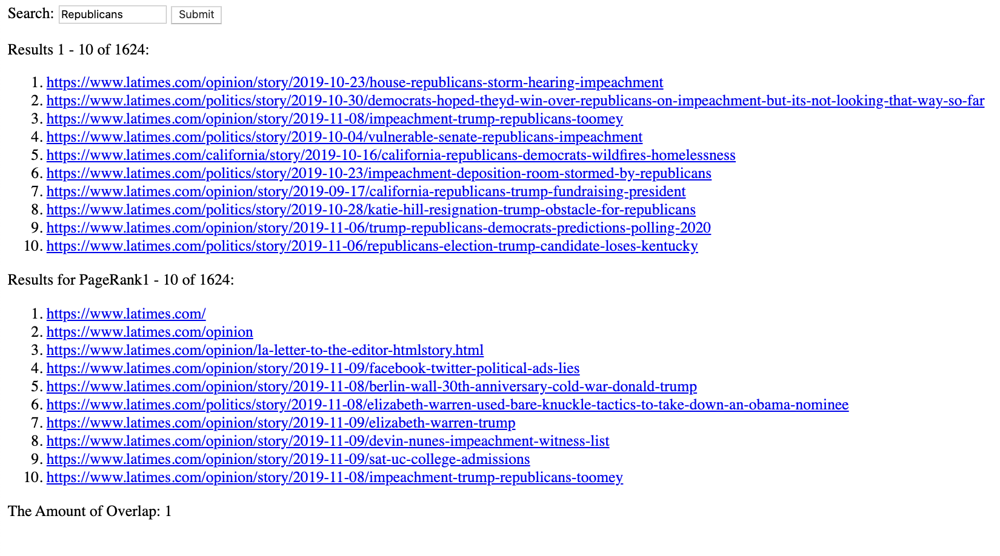 Search: Republicans Submit
Results 1 - 10 of 1624:
1. https://www.latimes.com/opinion/story/2019-10-23/house-republicans-storm-hearing-impeachment
2. https://www.latimes.com/politics/story/2019-10-30/democrats-hoped-theyd-win-over-republicans-on-impeachment-but-its-not-looking-that-way-so-far
3. https://www.latimes.com/opinion/story/2019-11-08/impeachment-trump-republicans-toomey
4. https://www.latimes.com/politics/story/2019-10-04/vulnerable-senate-republicans-impeachment
5. https://www.latimes.com/california/story/2019-10-16/california-republicans-democrats-wildfires-homelessness
6. https://www.latimes.com/politics/story/2019-10-23/impeachment-deposition-room-stormed-by-republicans
7. https://www.latimes.com/opinion/story/2019-09-17/california-republicans-trump-fundraising-president
8. https://www.latimes.com/politics/story/2019-10-28/katie-hill-resignation-trump-obstacle-for-republicans
9. https://www.latimes.com/opinion/story/2019-11-06/trump-republicans-democrats-predictions-polling-2020
10. https://www.latimes.com/politics/story/2019-11-06/republicans-election-trump-candidate-loses-kentucky
Results for PageRank1 - 10 of 1624:
1. https://www.latimes.com/
2. https://www.latimes.com/opinion
3. https://www.latimes.com/opinion/la-letter-to-the-editor-htmlstory.html
4. https://www.latimes.com/opinion/story/2019-11-09/facebook-twitter-political-ads-lies
5. https://www.latimes.com/opinion/story/2019-11-08/berlin-wall-30th-anniversary-cold-war-donald-trump
6. https://www.latimes.com/politics/story/2019-11-08/elizabeth-warren-used-bare-knuckle-tactics-to-take-down-an-obama-nominee
7. https://www.latimes.com/opinion/story/2019-11-09/elizabeth-warren-trump
8. https://www.latimes.com/opinion/story/2019-11-09/devin-nunes-impeachment-witness-list
9. https://www.latimes.com/opinion/story/2019-11-09/sat-uc-college-admissions
10. https://www.latimes.com/opinion/story/2019-11-08/impeachment-trump-republicans-toomey
The Amount of Overlap: 1